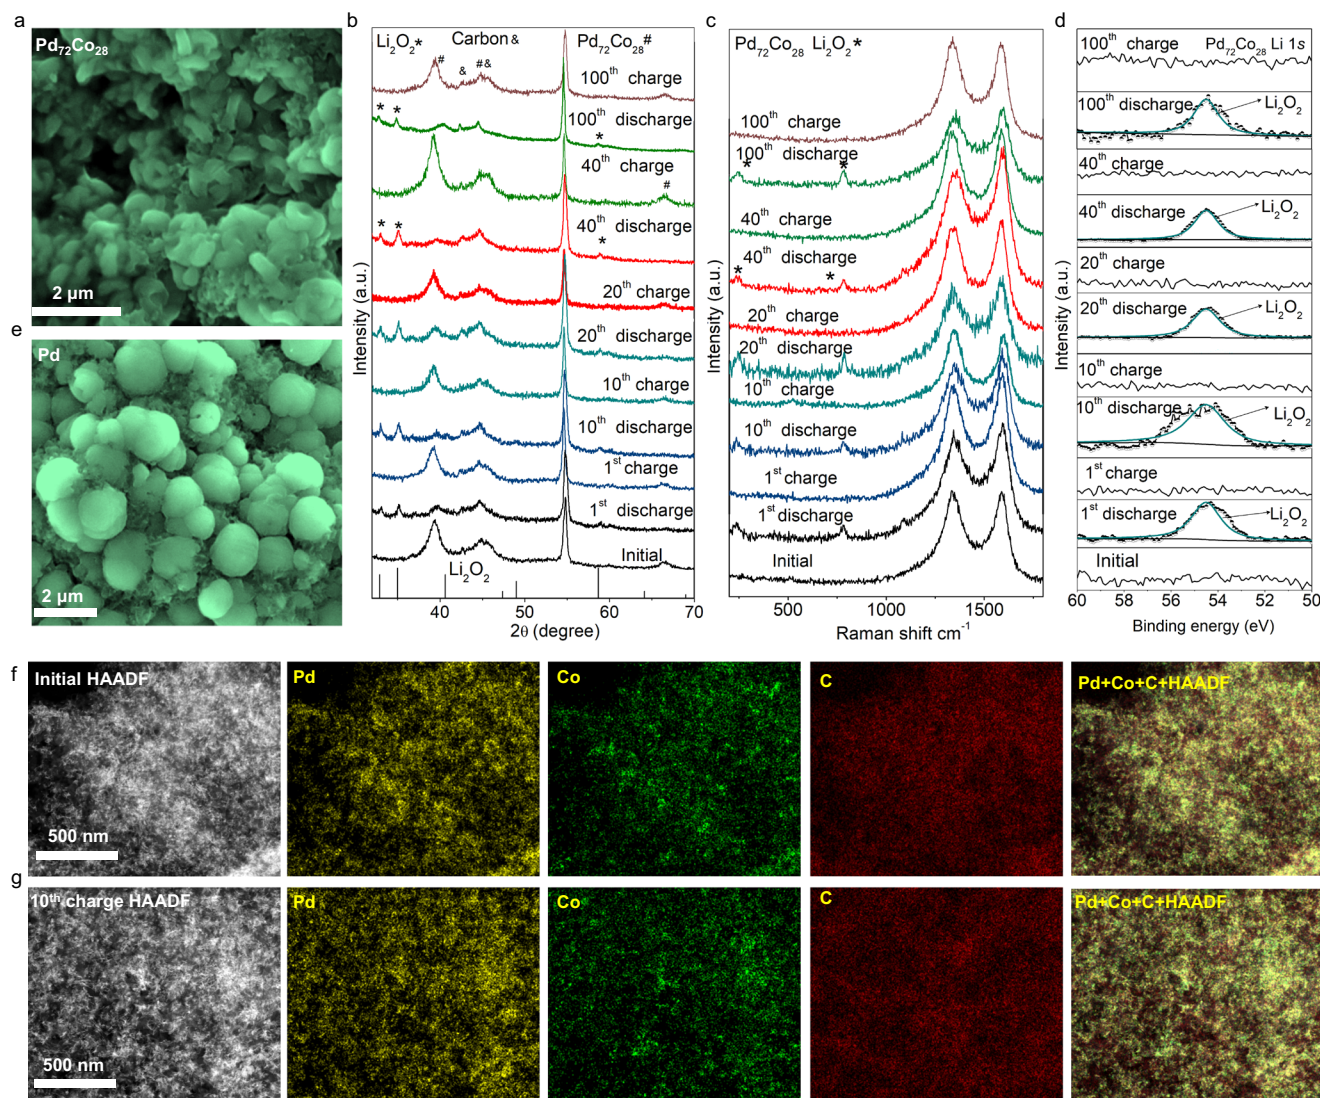 a
Pd72Co28
2 μm
b
Li2O2*
Carbon &
Pd72Co28#
#
&
#&
100th charge
*
*
100th discharge
*
40th charge
#
*
*
40th discharge
*
20th charge
20th discharge
10th charge
10th discharge
1st charge
1st discharge
Initial
Li2O2
Intensity (a.u.)
40
50
60
70
2θ (degree)
c
Pd72Co28 Li2O2*
100th charge
100th discharge
*
*
40th charge
40th discharge
*
*
20th charge
20th discharge
10th charge
10th discharge
1st charge
1st discharge
Initial
Intensity (a.u.)
500
1000
1500
Raman shift cm-1
d
100th charge
Pd72Co28 Li 1s
100th discharge
Li2O2
40th charge
40th discharge
Li2O2
20th charge
20th discharge
Li2O2
10th charge
10th discharge
Li2O2
1st charge
1st discharge
Li2O2
Initial
60
58
56
54
52
50
Binding energy (eV)
e
Pd
2 μm
f
Initial HAADF
500 nm
Pd
Co
C
Pd+Co+C+HAADF
g
10th charge HAADF
500 nm
Pd
Co
C
Pd+Co+C+HAADF